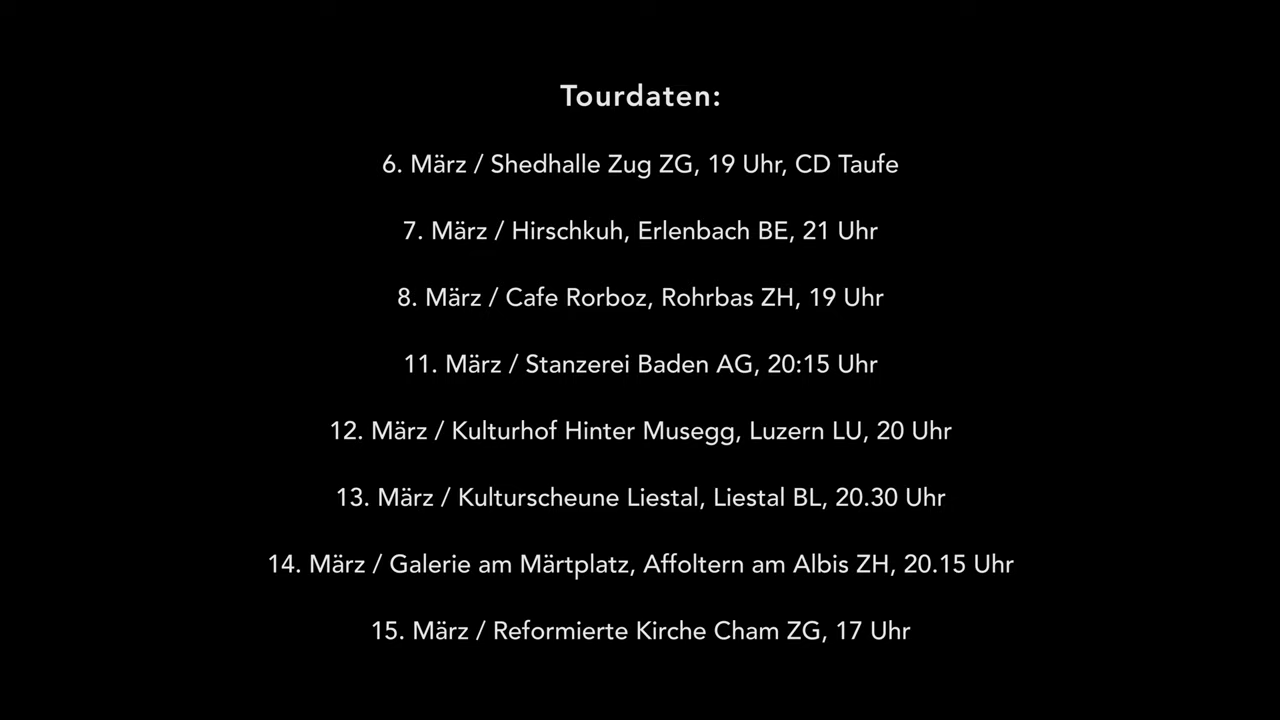 Tourdaten:
6. März / Shedhalle Zug ZG, 19 Uhr, CD Taufe
7. März / Hirschkuh, Erlenbach BE, 21 Uhr
8. März / Cafe Rorboz, Rohrbas ZH, 19 Uhr
11. März / Stanzerei Baden AG, 20:15 Uhr
12. März / Kulturhof Hinter Musegg, Luzern LU, 20 Uhr
13. März / Kulturscheune Liestal, Liestal BL, 20.30 Uhr
14. März / Galerie am Märtplatz, Affoltern am Albis ZH, 20.15 Uhr
15. März / Reformierte Kirche Cham ZG, 17 Uhr